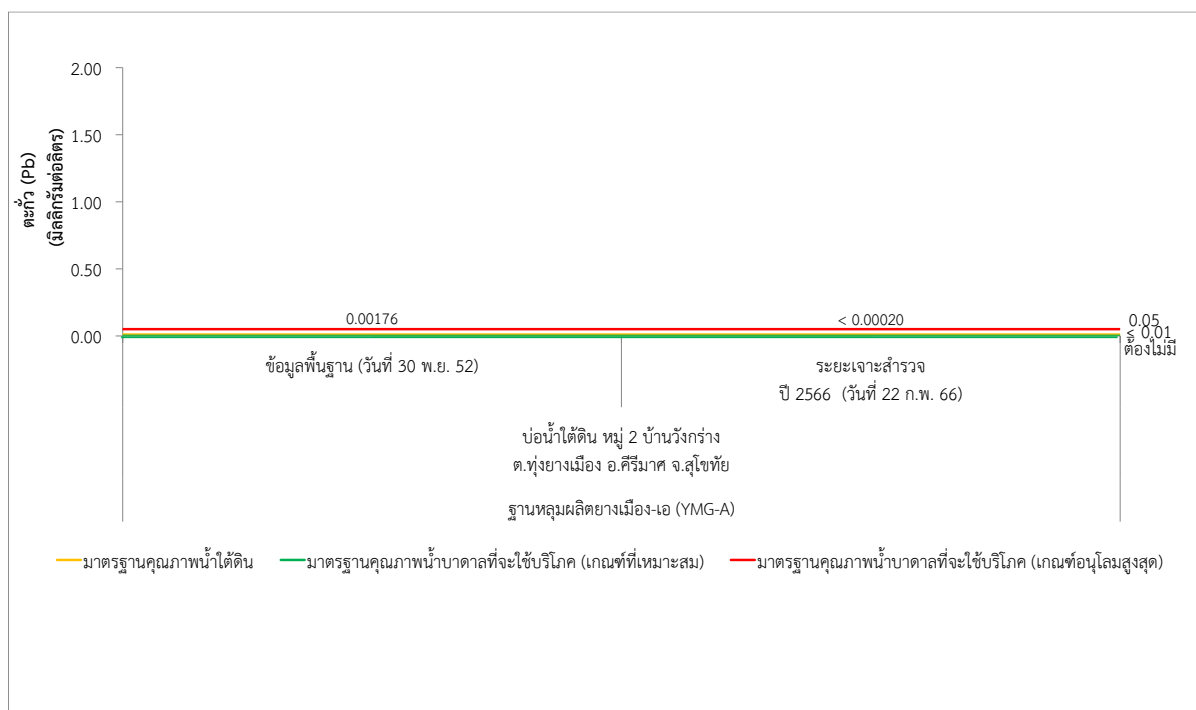 2.00
1.50
1.00
0.50
0.00
ตะกั่ว (Pb)
(มิลลิกรัมต่อลิตร)
0.00176
< 0.00020
0.05
< 0.01
ต้องไม่มี
ข้อมูลพื้นฐาน (วันที่ 30 พ.ย. 52)
ระยะเจาะสำรวจ
ปี 2566 (วันที่ 22 ก.พ. 66)
บ่อน้ำใต้ดิน หมู่ 2 บ้านวังกร่าง
ต.ทุ่งยางเมือง อ.คีรีมาศ จ.สุโขทัย
ฐานหลุมผลิตยางเมือง-เอ (YMG-A)
มาตรฐานคุณภาพน้ำใต้ดิน
มาตรฐานคุณภาพน้ำบาดาลที่จะใช้บริโภค (เกณฑ์ที่เหมาะสม)
มาตรฐานคุณภาพน้ำบาดาลที่จะใช้บริโภค (เกณฑ์อนุโลมสูงสุด)